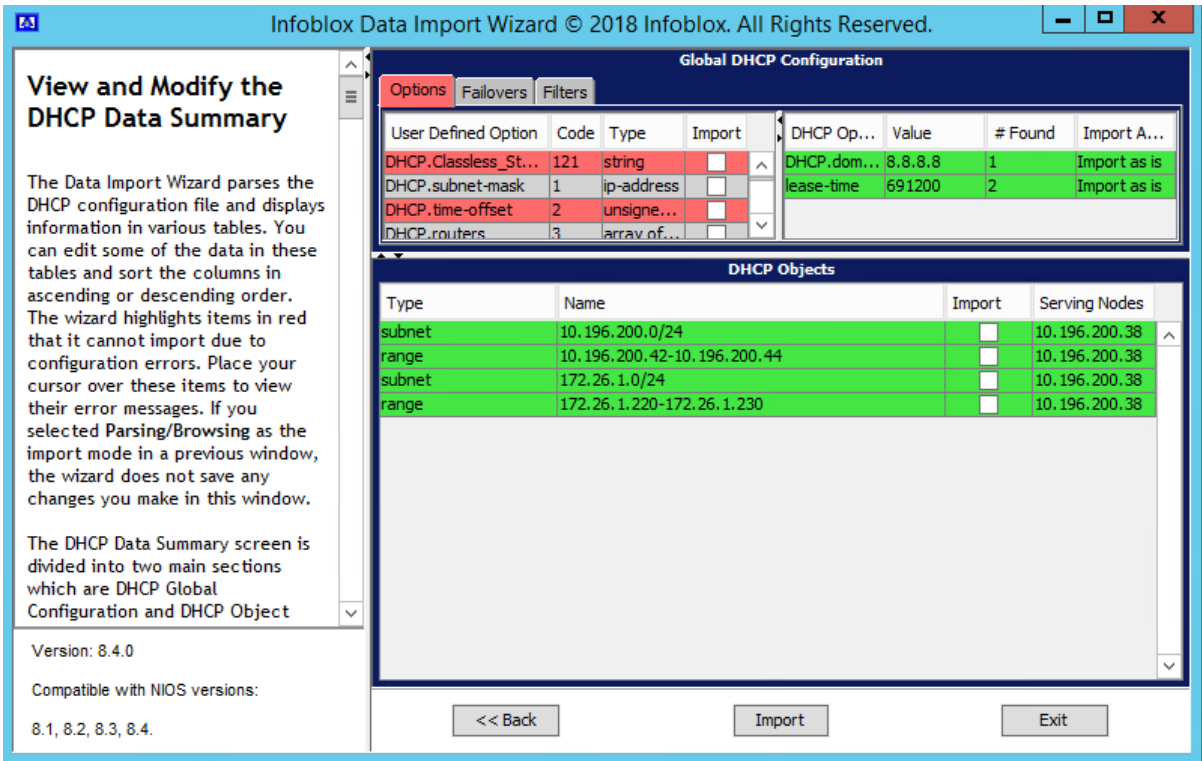 Infoblox Data Import Wizard © 2018 Infoblox. All Rights Reserved.
View and Modify the
DHCP Data Summary
The Data Import Wizard parses the
DHCP configuration file and displays
information in various tables. You
can edit some of the data in these
tables and sort the columns in
ascending or descending order.
The wizard highlights items in red
that it cannot import due to
configuration errors. Place your
cursor over these items to view
their error messages. If you
selected Parsing/Browsing as the
import mode in a previous window,
the wizard does not save any
changes you make in this window.
The DHCP Data Summary screen is
divided into two main sections
which are DHCP Global
Configuration and DHCP Object
Version: 8.4.0
Compatible with NIOS versions:
8.1, 8.2, 8.3, 8.4.
Global DHCP Configuration
Options Failovers Filters
User Defined Option Code Type Import
DHCP.Classless_St... 121 string
DHCP.subnet-mask 1 ip-address
DHCP.time-offset 2 unsigne...
DHCP.routers 3 array of...
DHCP Op... Value # Found Import A...
DHCP.dom... 8.8.8.8 1 Import as is
lease-time 691200 2 Import as is
DHCP Objects
Type Name Import Serving Nodes
subnet 10.196.200.0/24 10.196.200.38
range 10.196.200.42-10.196.200.44 10.196.200.38
subnet 172.26.1.0/24 10.196.200.38
range 172.26.1.220-172.26.1.230 10.196.200.38
<< Back Import Exit